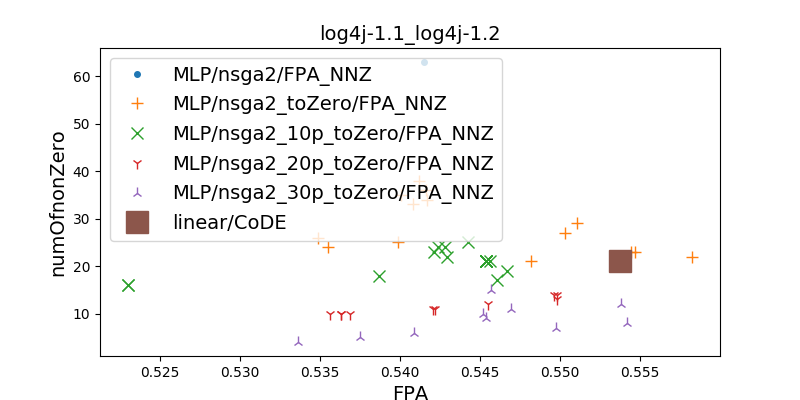 log4j-1.1_log4j-1.2
numOfnonZero
60
50
40
30
20
10
MLP/nsga2/FPA_NNZ
MLP/nsga2_toZero/FPA_NNZ
MLP/nsga2_10p_toZero/FPA_NNZ
MLP/nsga2_20p_toZero/FPA_NNZ
MLP/nsga2_30p_toZero/FPA_NNZ
linear/CoDE
0.525 0.530 0.535 0.540 0.545 0.550 0.555
FPA